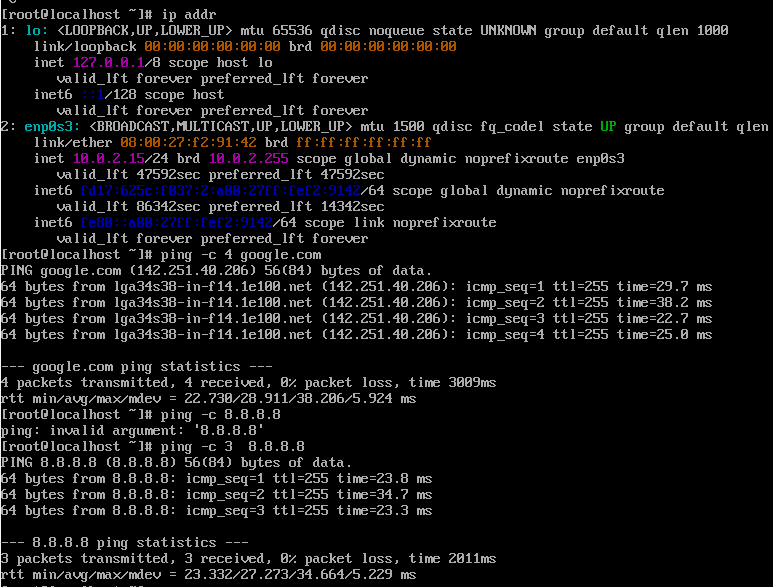 [root@localhost ~]# ip addr
1: lo: <LOOPBACK,UP,LOWER_UP> mtu 65536 qdisc noqueue state UNKNOWN group default qlen 1000
    link/loopback 00:00:00:00:00:00 brd 00:00:00:00:00:00
    inet 127.0.0.1/8 scope host lo
       valid_lft forever preferred_lft forever
    inet6 ::1/128 scope host
       valid_lft forever preferred_lft forever
2: enp0s3: <BROADCAST,MULTICAST,UP,LOWER_UP> mtu 1500 qdisc fq_codel state UP group default qlen
    link/ether 08:00:27:f2:91:42 brd ff:ff:ff:ff:ff:ff
    inet 10.0.2.15/24 brd 10.0.2.255 scope global dynamic noprefixroute enp0s3
       valid_lft 47592sec preferred_lft 47592sec
    inet6 fd17:625c:f037:2:a00:27ff:fef2:9142/64 scope global dynamic noprefixroute
       valid_lft 86342sec preferred_lft 14342sec
    inet6 fe80::a00:27ff:fef2:9142/64 scope link noprefixroute
       valid_lft forever preferred_lft forever
[root@localhost ~]# ping -c 4 google.com
PING google.com (142.251.40.206) 56(84) bytes of data.
64 bytes from lga34s38-in-f14.1e100.net (142.251.40.206): icmp_seq=1 ttl=255 time=29.7 ms
64 bytes from lga34s38-in-f14.1e100.net (142.251.40.206): icmp_seq=2 ttl=255 time=38.2 ms
64 bytes from lga34s38-in-f14.1e100.net (142.251.40.206): icmp_seq=3 ttl=255 time=22.7 ms
64 bytes from lga34s38-in-f14.1e100.net (142.251.40.206): icmp_seq=4 ttl=255 time=25.0 ms
--- google.com ping statistics ---
4 packets transmitted, 4 received, 0% packet loss, time 3009ms
rtt min/avg/max/mdev = 22.730/28.911/38.206/5.924 ms
[root@localhost ~]# ping -c 8.8.8.8
ping: invalid argument: '8.8.8.8'
[root@localhost ~]# ping -c 3  8.8.8.8
PING 8.8.8.8 (8.8.8.8) 56(84) bytes of data.
64 bytes from 8.8.8.8: icmp_seq=1 ttl=255 time=23.8 ms
64 bytes from 8.8.8.8: icmp_seq=2 ttl=255 time=34.7 ms
64 bytes from 8.8.8.8: icmp_seq=3 ttl=255 time=23.3 ms
--- 8.8.8.8 ping statistics ---
3 packets transmitted, 3 received, 0% packet loss, time 2011ms
rtt min/avg/max/mdev = 23.332/27.273/34.664/5.229 ms